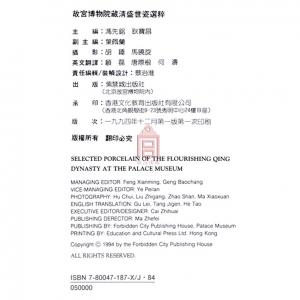 故宮博物院藏清盛世瓷選粹
主編 馮先銘 耿寶昌
副主編 葉佩蘭
攝影 胡錘 馬曉旋
英文翻譯 顧 磊 唐彥根 何 濤
責任編輯/裝幀設計 蔡治淮
出版 紫禁城出版社
(北京故宮博物院內)
承印 香港文化教育出版社有限公司
一九九四年十二月第一版第一次印刷
版權所有 翻印必究
SELECTED PORCELAIN OF THE FLOURISHING QING
DYNASTY AT THE PALACE MUSEUM
MANAGING EDITOR: Feng Xianming, Geng Baochang
VICE MANAGING EDITOR: Ye Peilan
PHOTOGRAPHY: Hu Chui, Liu Zhigang, Zhao Shan, Ma Xiaoxuan
ENGLISH TRANSLATION: Gu Lei, Tang Jigen, He Tao
EXECUTIVE EDITOR/DESIGNER: Cai Zhihuai
PUBLISHING DIRECTOR: Ma Zhefei
PUBLISHED BY: Forbidden City Publishing House, Palace Museum
PRINTING BY: Education and Cultural Press Ltd. Hong Kong
Copyright © 1994 by the Forbidden City Publishing House
ALL RIGHTS RESERVED.
ISBN 7-80047-187-X/J·84
050000